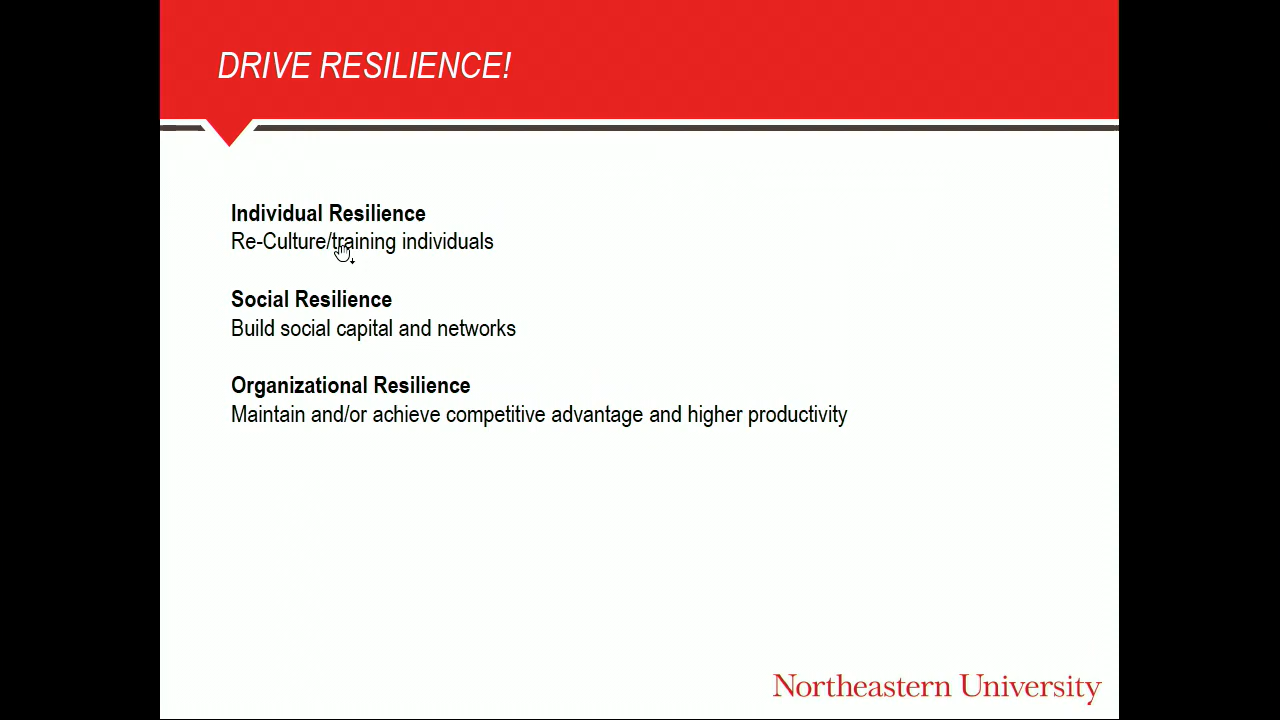 DRIVE RESILIENCE!
Individual Resilience
Re-Culture/training individuals
Social Resilience
Build social capital and networks
Organizational Resilience
Maintain and/or achieve competitive advantage and higher productivity
Northeastern University